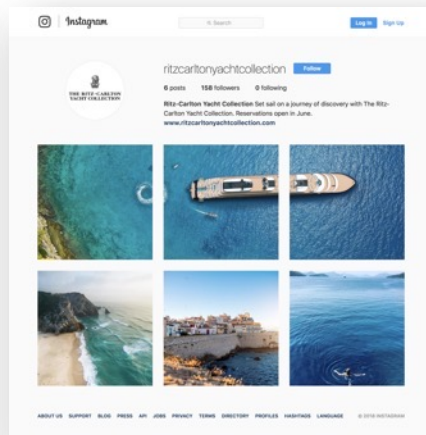 Instagram
Search
Log In
Sign Up
THE RITZ-CARLTON
YACHT COLLECTION
ritzcarltonyachtcollection
Follow
6 posts 158 followers 0 following
Ritz-Carlton Yacht Collection Set sail on a journey of discovery with The Ritz-
Carlton Yacht Collection. Reservations open in June.
www.ritzcarltonyachtcollection.com
ABOUT US SUPPORT BLOG PRESS API JOBS PRIVACY TERMS DIRECTORY PROFILES HASHTAGS LANGUAGE © 2018 INSTAGRAM